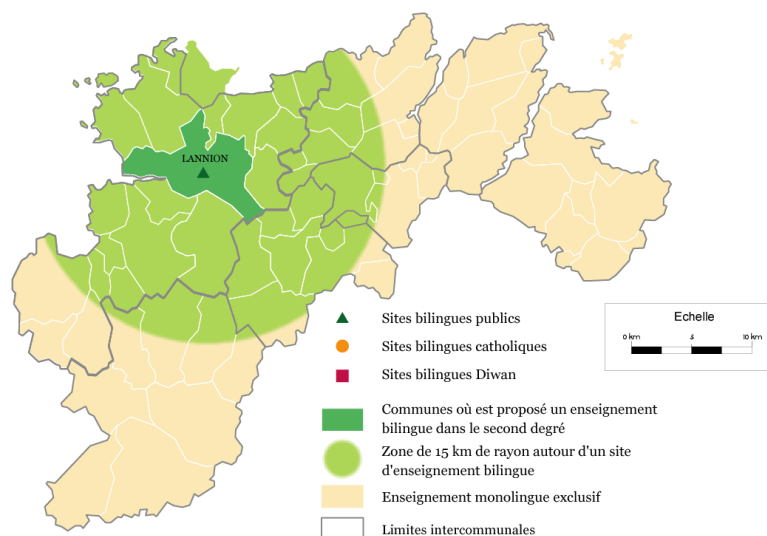 LANNION
Sites bilingues publics
Sites bilingues catholiques
Sites bilingues Diwan
Communes où est proposé un enseignement
bilingue dans le second degré
Zone de 15 km de rayon autour d'un site
d'enseignement bilingue
Enseignement monolingue exclusif
Limites intercommunales
Echelle
0 km 5 10 km